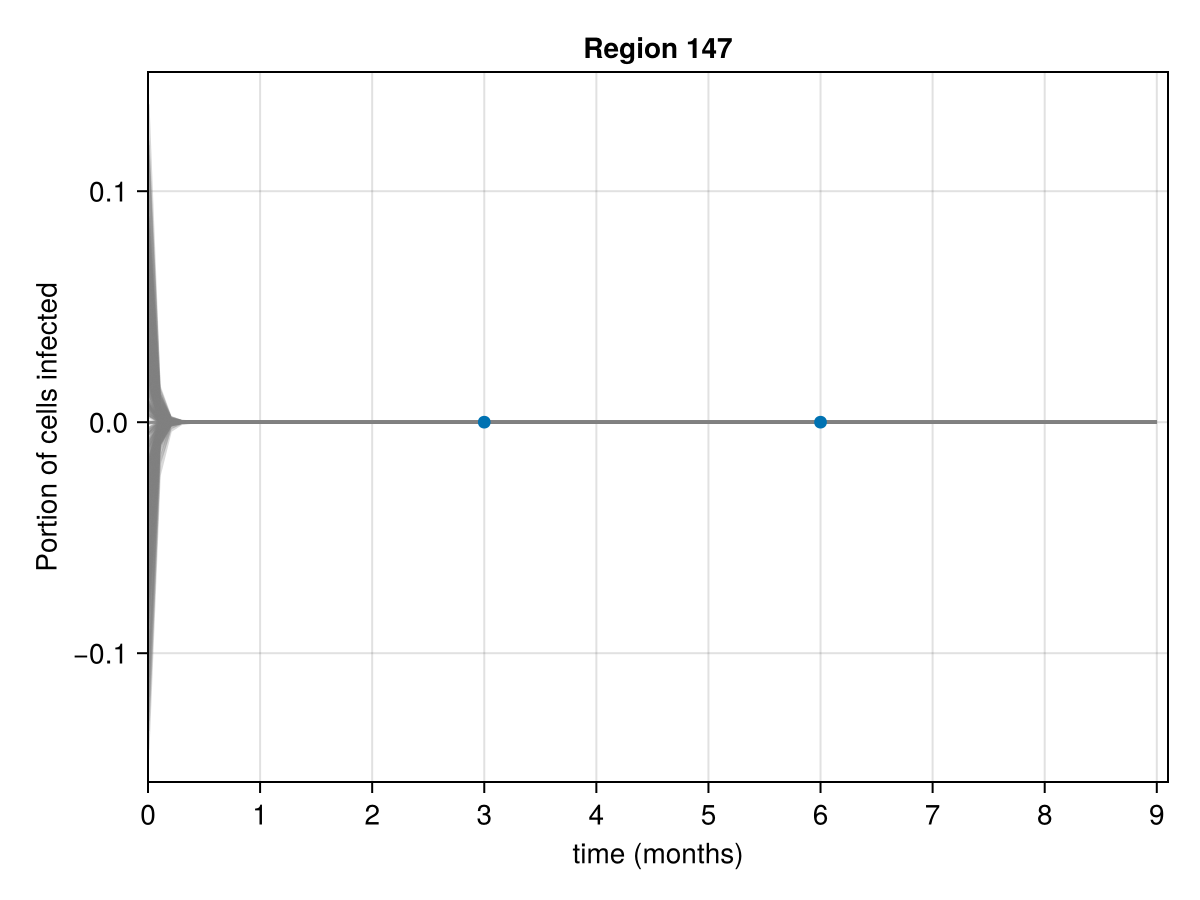 Region 147
Portion of cells infected
0.1
0.0
−0.1
0 1 2 3 4 5 6 7 8 9
time (months)